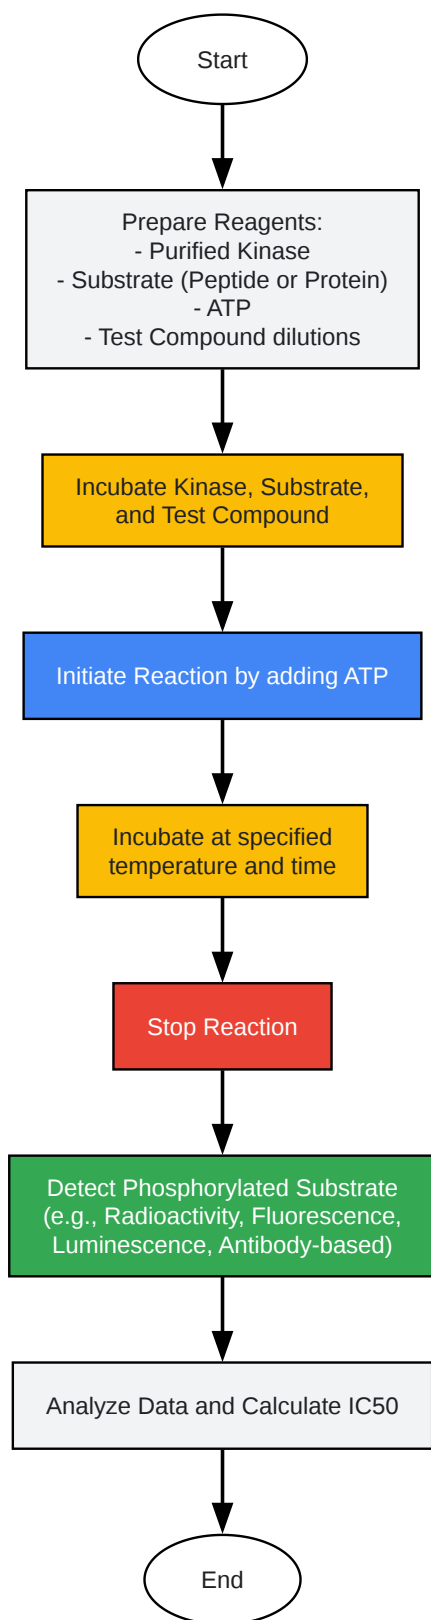 Start
Prepare Reagents:
- Purified Kinase
- Substrate (Peptide or Protein)
- ATP
- Test Compound dilutions
Incubate Kinase, Substrate,
and Test Compound
Initiate Reaction by adding ATP
Incubate at specified
temperature and time
Stop Reaction
Detect Phosphorylated Substrate
(e.g., Radioactivity, Fluorescence,
Luminescence, Antibody-based)
Analyze Data and Calculate IC50
End